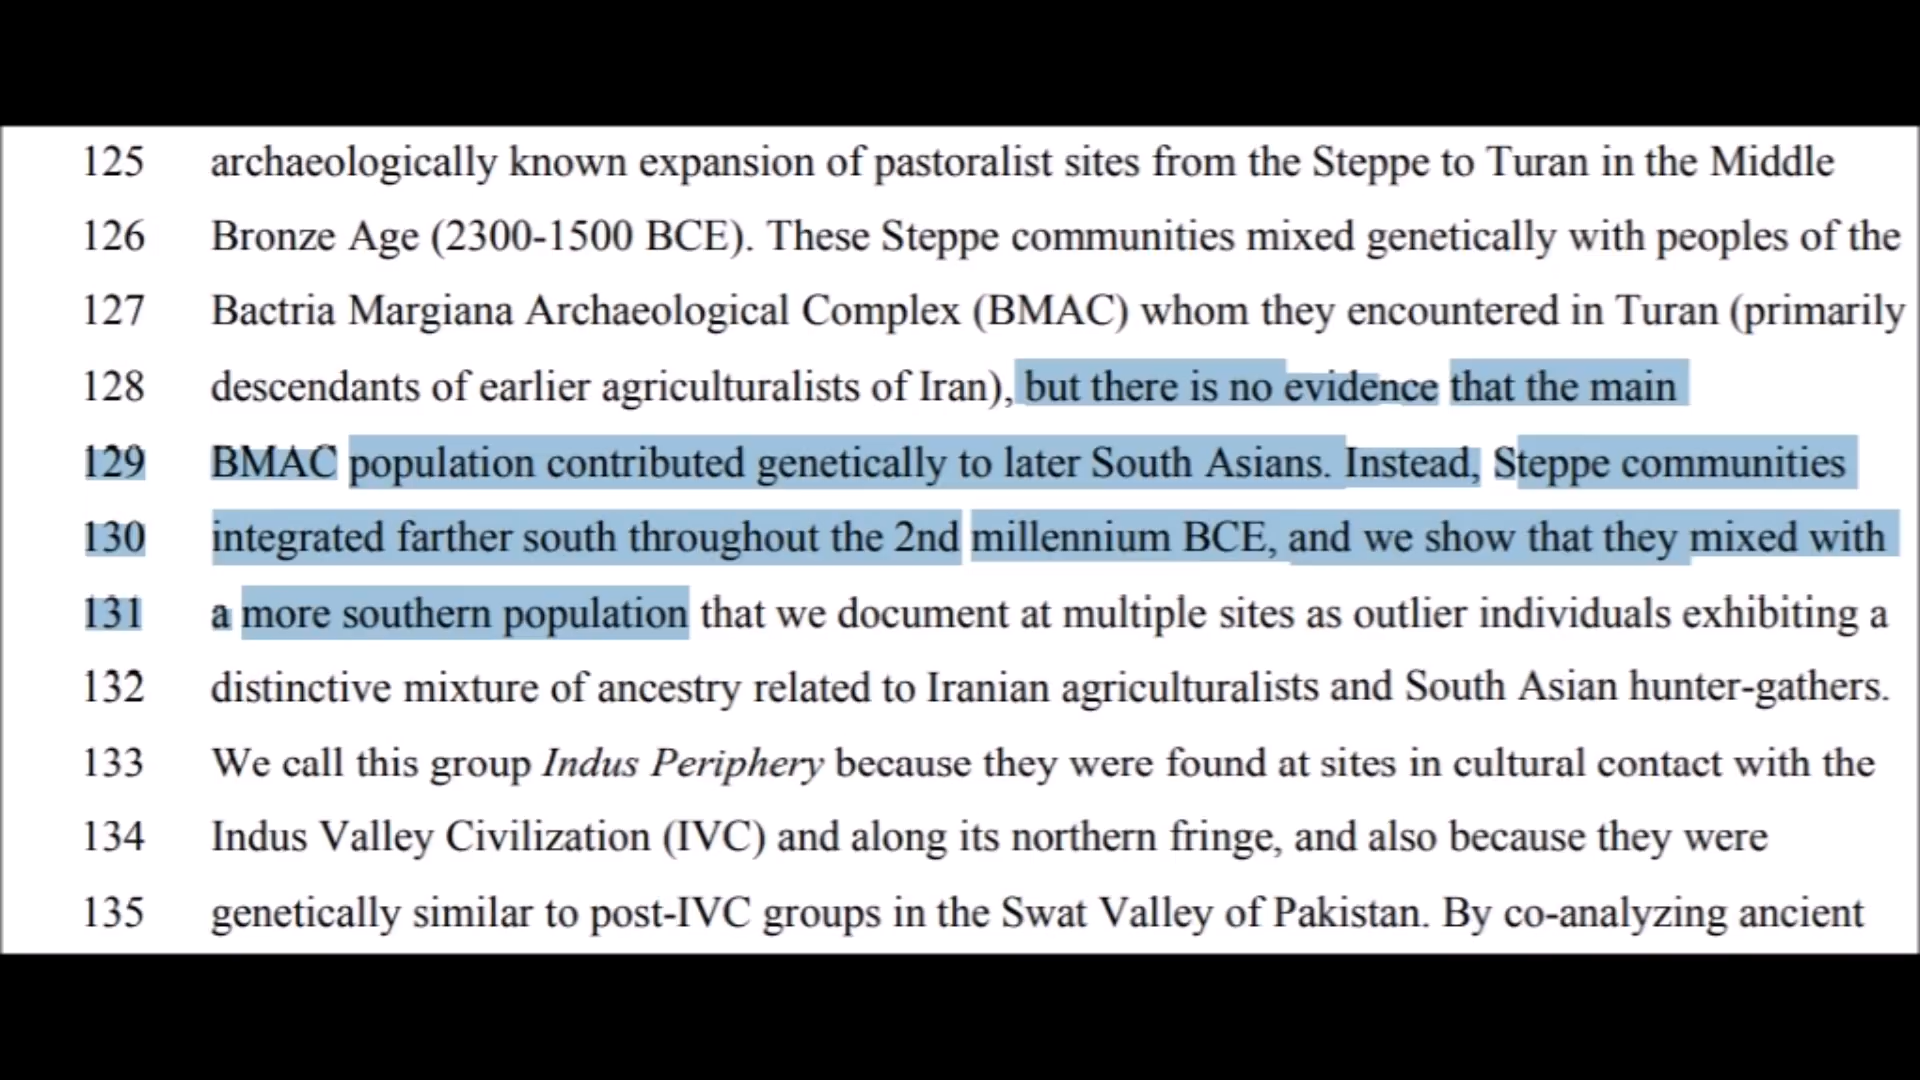 125 archaeologically known expansion of pastoralist sites from the Steppe to Turan in the Middle
126 Bronze Age (2300-1500 BCE). These Steppe communities mixed genetically with peoples of the
127 Bactria Margiana Archaeological Complex (BMAC) whom they encountered in Turan (primarily
128 descendants of earlier agriculturalists of Iran), but there is no evidence that the main
129 BMAC population contributed genetically to later South Asians. Instead, Steppe communities
130 integrated farther south throughout the 2nd millennium BCE, and we show that they mixed with
131 a more southern population that we document at multiple sites as outlier individuals exhibiting a
132 distinctive mixture of ancestry related to Iranian agriculturalists and South Asian hunter-gathers.
133 We call this group Indus Periphery because they were found at sites in cultural contact with the
134 Indus Valley Civilization (IVC) and along its northern fringe, and also because they were
135 genetically similar to post-IVC groups in the Swat Valley of Pakistan. By co-analyzing ancient